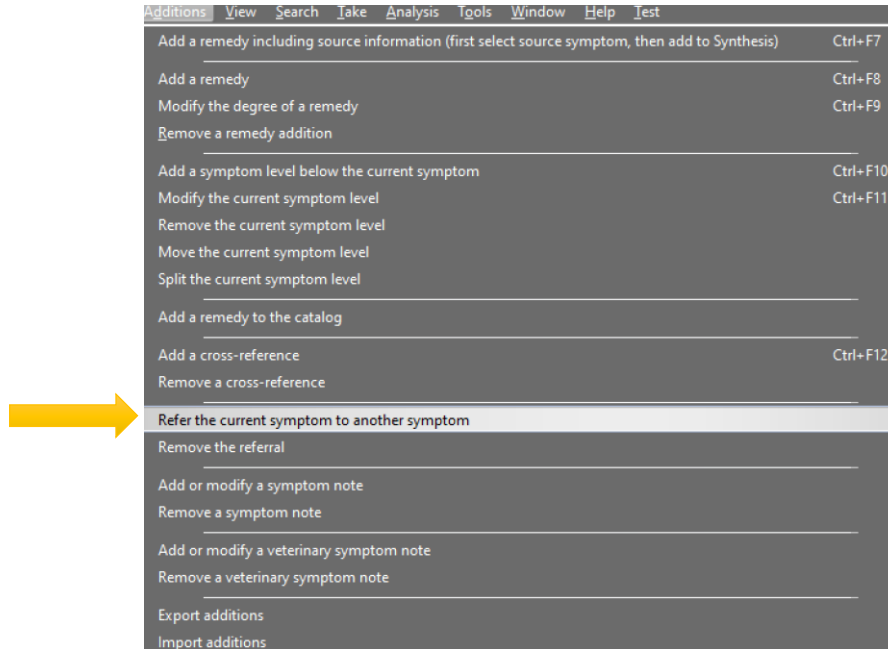 Additions View Search Take Analysis Tools Window Help Test
Add a remedy including source information (first select source symptom, then add to Synthesis) Ctrl+F7
Add a remedy Ctrl+F8
Modify the degree of a remedy Ctrl+F9
Remove a remedy addition
Add a symptom level below the current symptom Ctrl+F10
Modify the current symptom level Ctrl+F11
Remove the current symptom level
Move the current symptom level
Split the current symptom level
Add a remedy to the catalog
Add a cross-reference Ctrl+F12
Remove a cross-reference
Refer the current symptom to another symptom
Remove the referral
Add or modify a symptom note
Remove a symptom note
Add or modify a veterinary symptom note
Remove a veterinary symptom note
Export additions
Import additions